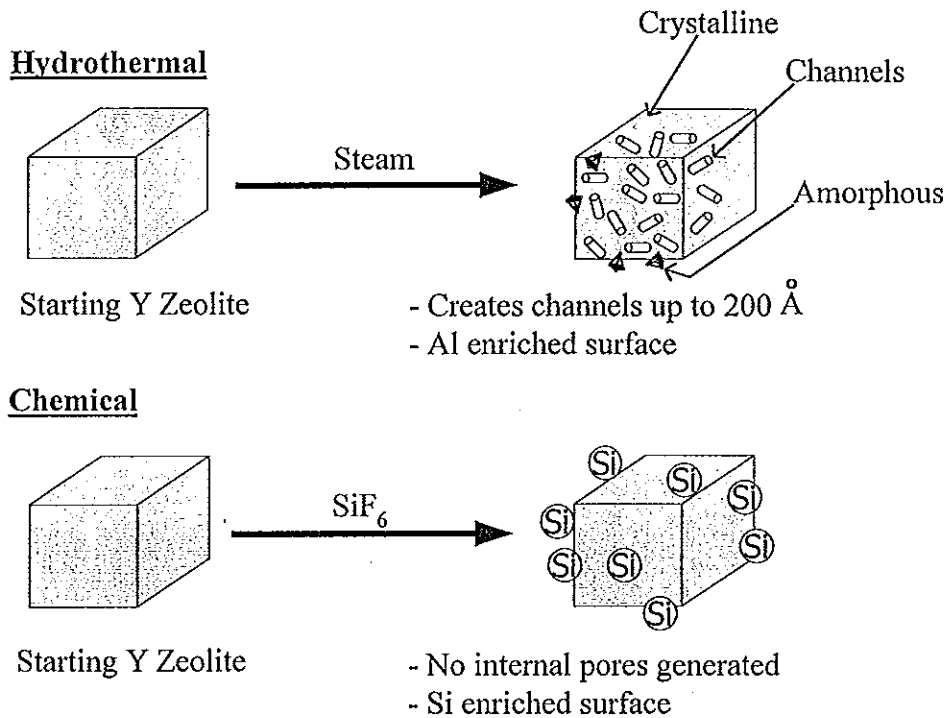 Crystalline
Hydrothermal
Channels
Steam
Amorphous
Starting Y Zeolite
- Creates channels up to 200 Å
- Al enriched surface
Chemical
SiF₆
Si
Si
Si
Si
Si
Si
Si
Si
Starting Y Zeolite
- No internal pores generated
- Si enriched surface